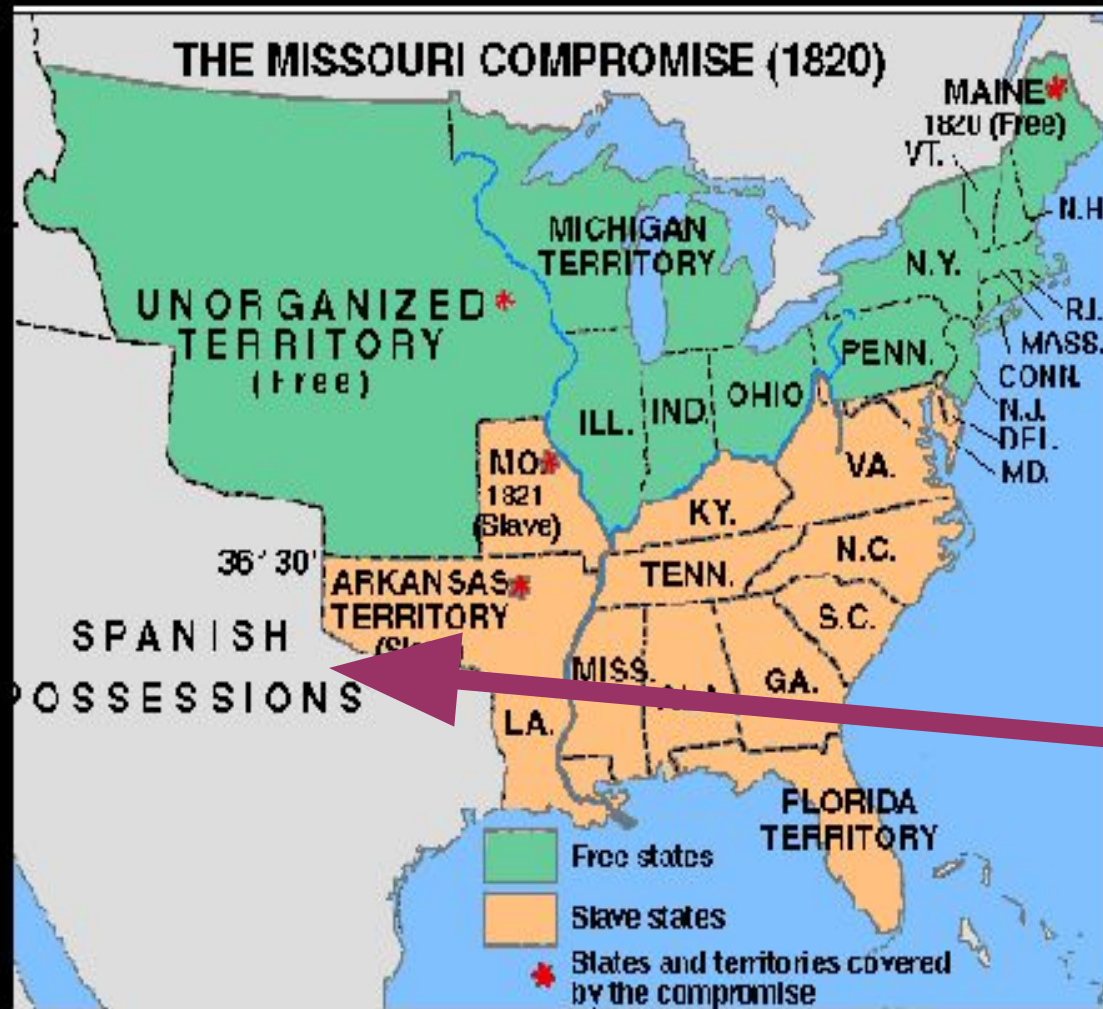 THE MISSOURI COMPROMISE (1820)
MAINE
1820 (Free)
VT.
N.H
MICHIGAN
TERRITORY
N.Y.
UNORGANIZED
TERRITORY
(Free)
R.I.
MASS.
CONN.
PENN.
N.J.
DEL.
MD.
ILL.
IND.
OHIO
MO
1821
(Slave)
VA.
KY.
36° 30'
ARKANSAS
TERRITORY
TENN.
N.C.
S.C.
SPANISH
POSSESSIONS
MISS.
GA.
LA.
FLORIDA
TERRITORY
Free states
Slave states
States and territories covered
by the compromise